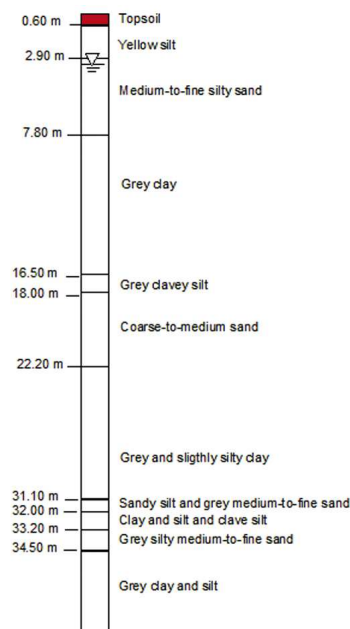 0.60 m Topsoil
Yellow silt
2.90 m
Medium-to-fine silty sand
7.80 m
Grey clay
16.50 m
Grey clavey silt
18.00 m
Coarse-to-medium sand
22.20 m
Grey and sligthly silty clay
31.10 m
Sandy silt and grey medium-to-fine sand
32.00 m
Clay and silt and clave silt
33.20 m
Grey silty medium-to-fine sand
34.50 m
Grey clay and silt